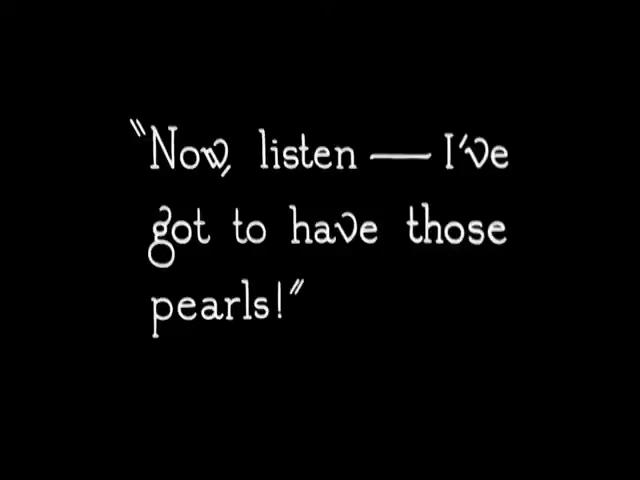 "Now, listen — I've
got to have those
pearls!"